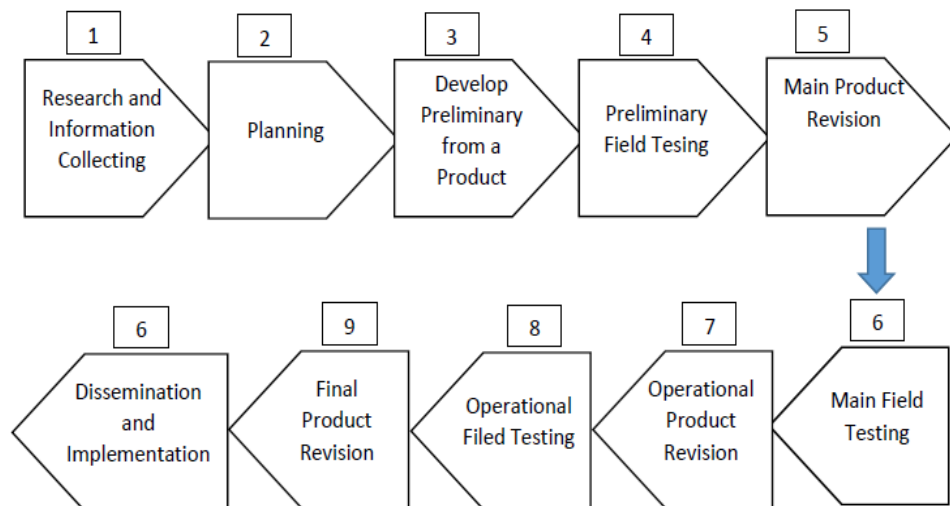 1
Research and
Information
Collecting
2
Planning
3
Develop
Preliminary
from a
Product
4
Preliminary
Field Tesing
5
Main Product
Revision
6
Main Field
Testing
7
Operational
Product
Revision
8
Operational
Filed Testing
9
Final
Product
Revision
6
Dissemination
and
Implementation